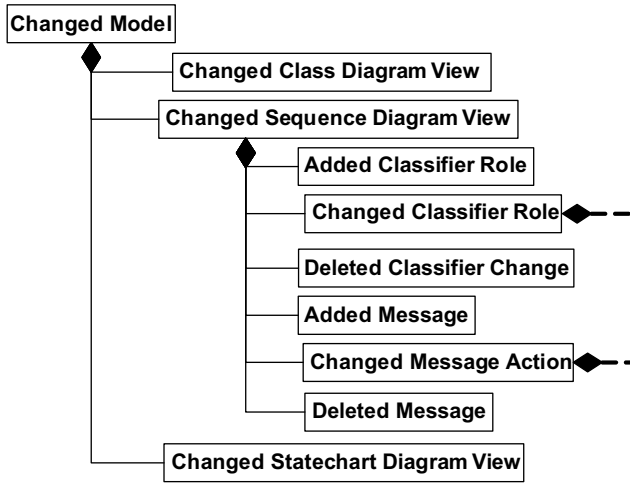 Changed Model
Changed Class Diagram View
Changed Sequence Diagram View
Added Classifier Role
Changed Classifier Role
Deleted Classifier Change
Added Message
Changed Message Action
Deleted Message
Changed Statechart Diagram View